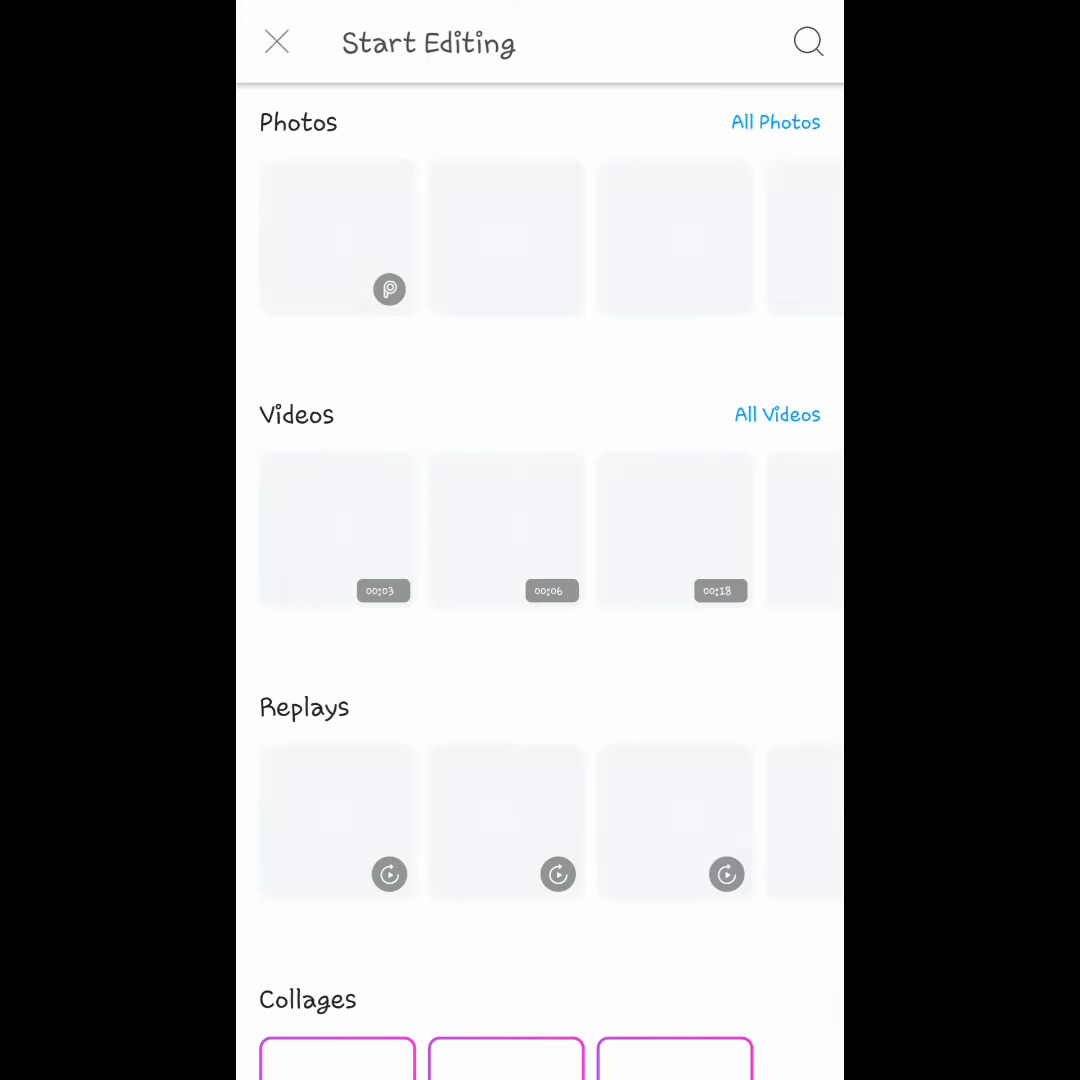 Start Editing
Photos All Photos
Videos All Videos
00:03 00:06 00:18
Replays
Collages